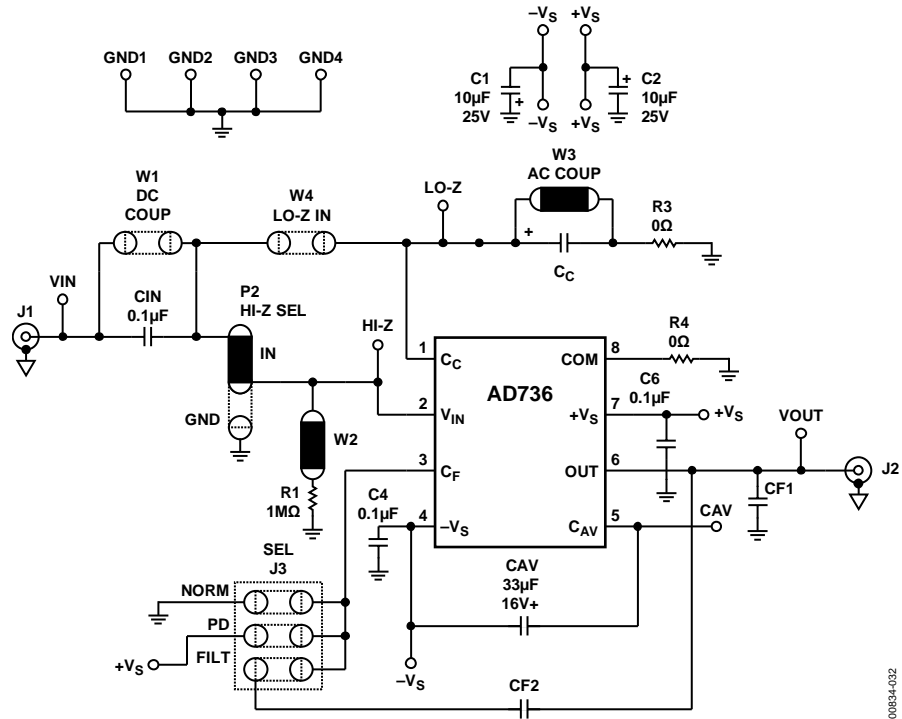 −VS +VS
GND1 GND2 GND3 GND4
C1
10µF
25V
+
−VS +VS
+
C2
10µF
25V
W1
DC
COUP
W4
LO-Z IN
LO-Z
W3
AC COUP
+
CC
R3
0Ω
J1
VIN
CIN
0.1µF
P2
HI-Z SEL
IN
GND
HI-Z
W2
R1
1MΩ
AD736
1 CC
2 VIN
3 CF
4 −VS
8 COM
7 +VS
6 OUT
5 CAV
R4
0Ω
C6
0.1µF
+VS
VOUT
J2
CF1
CAV
C4
0.1µF
CAV
33µF
16V+
SEL
J3
NORM
PD
FILT
+VS
−VS
CF2
00834-032